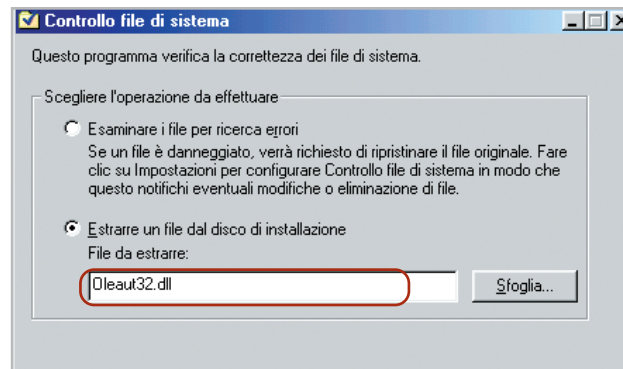 Controllo file di sistema
Questo programma verifica la correttezza dei file di sistema.
Scegliere l'operazione da effettuare
Esaminare i file per ricerca errori
Se un file è danneggiato, verrà richiesto di ripristinare il file originale. Fare
clic su Impostazioni per configurare Controllo file di sistema in modo che
questo notifichi eventuali modifiche o eliminazione di file.
Estrarre un file dal disco di installazione
File da estrarre:
Oleaut32.dll
Sfoglia...